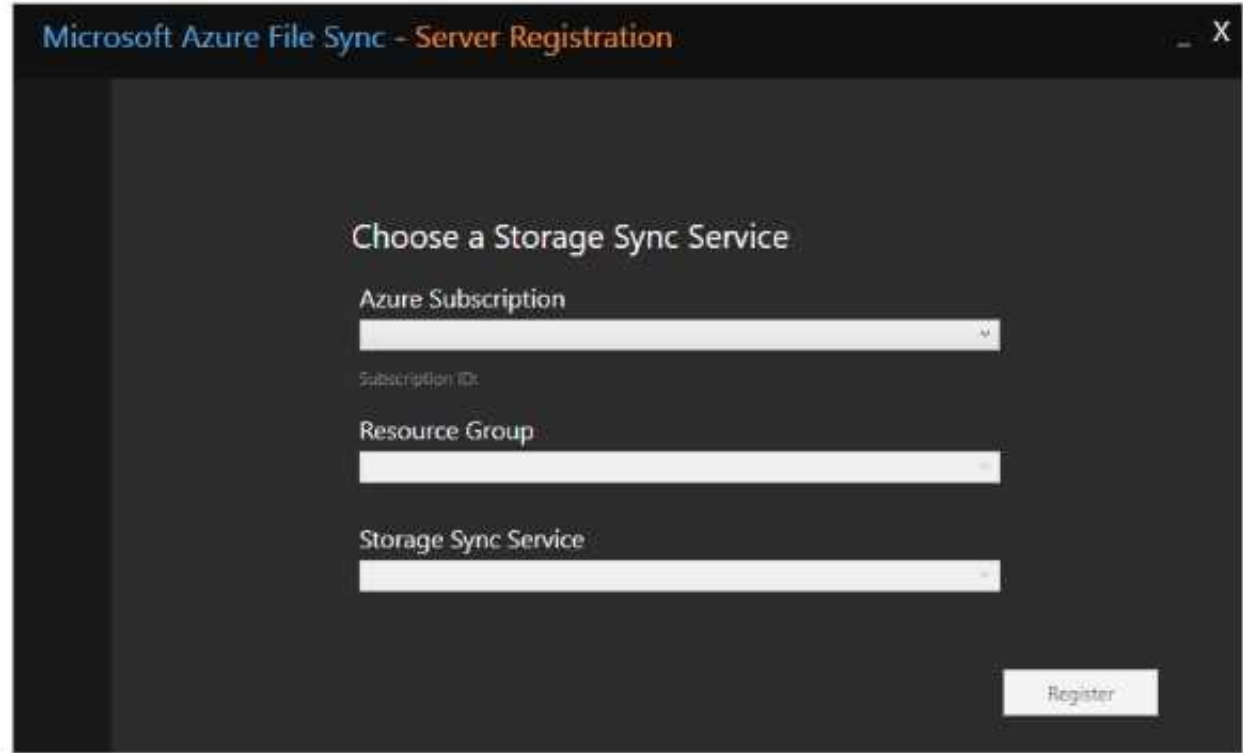 Microsoft Azure File Sync - Server Registration
_ X
Choose a Storage Sync Service
Azure Subscription
Subscription ID:
Resource Group
Storage Sync Service
Register